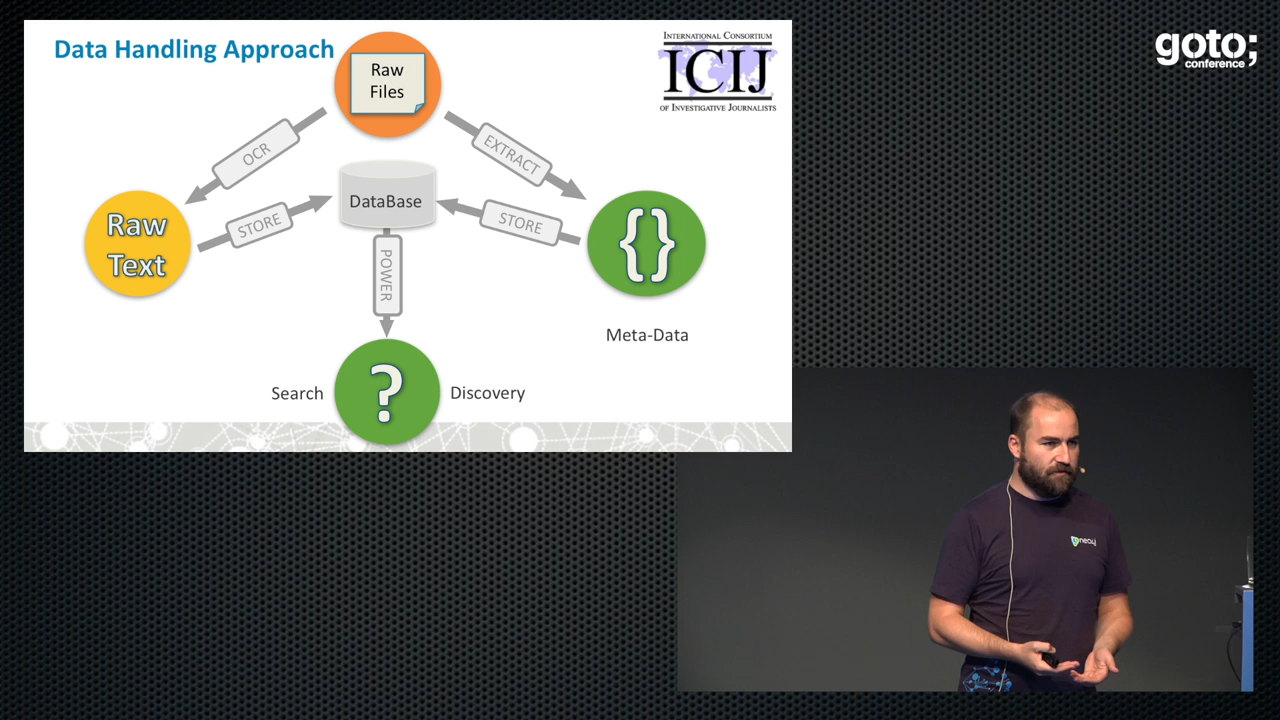 Data Handling Approach
Raw
Files
INTERNATIONAL CONSORTIUM
ICIJ
OF INVESTIGATIVE JOURNALISTS
goto;
conference
OCR
EXTRACT
DataBase
STORE
STORE
Raw
Text
{}
POWER
Meta-Data
Search
?
Discovery
neo4j